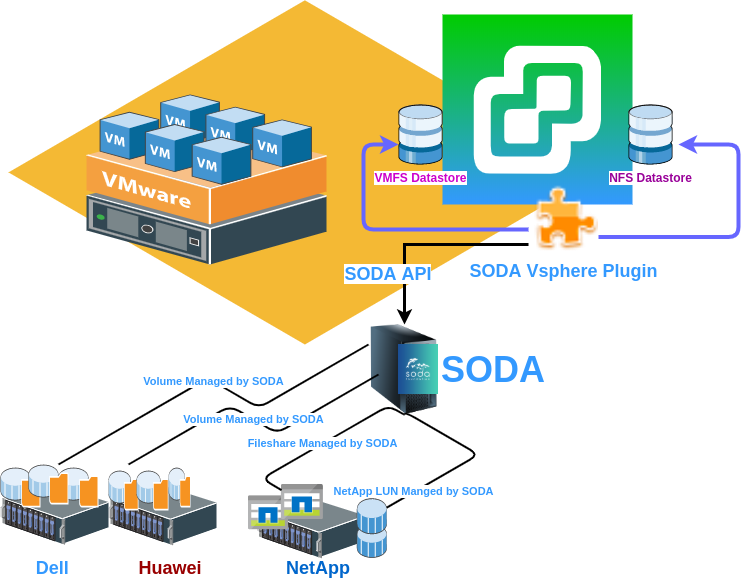 VM
VM
VM
VM
VM
VM
VMware
VMFS Datastore
NFS Datastore
SODA API
SODA Vsphere Plugin
soda
SODA
Volume Managed by SODA
Volume Managed by SODA
Fileshare Managed by SODA
NetApp LUN Manged by SODA
Dell
Huawei
NetApp